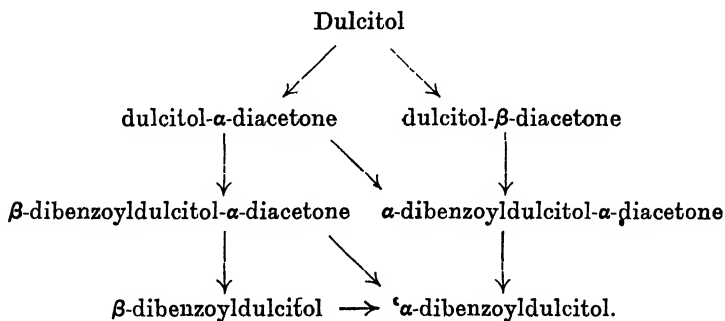 Dulcitol
dulcitol-α-diacetone dulcitol-β-diacetone
β-dibenzoyldulcitol-α-diacetone α-dibenzoyldulcitol-α-diacetone
β-dibenzoyldulcitol α-dibenzoyldulcitol.